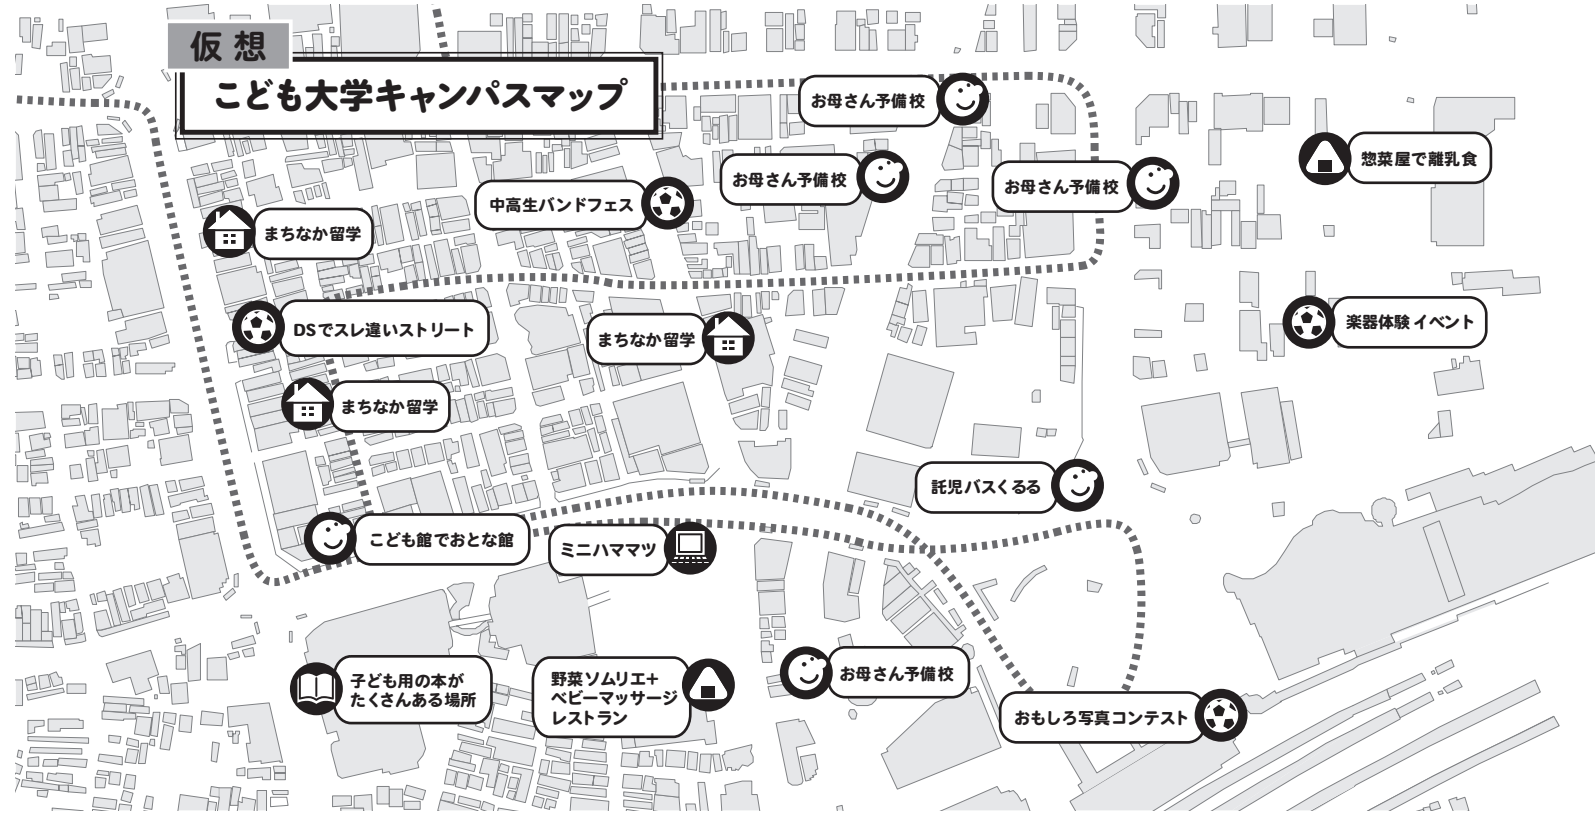 仮想
こども大学キャンパスマップ
お母さん予備校
惣菜屋で離乳食
お母さん予備校
お母さん予備校
中高生バンドフェス
まちなか留学
DSでスレ違いストリート
まちなか留学
楽器体験イベント
まちなか留学
託児バスくるる
こども館でおとな館
ミニハママツ
子ども用の本が
たくさんある場所
野菜ソムリエ＋
ベビーマッサージ
レストラン
お母さん予備校
おもしろ写真コンテスト